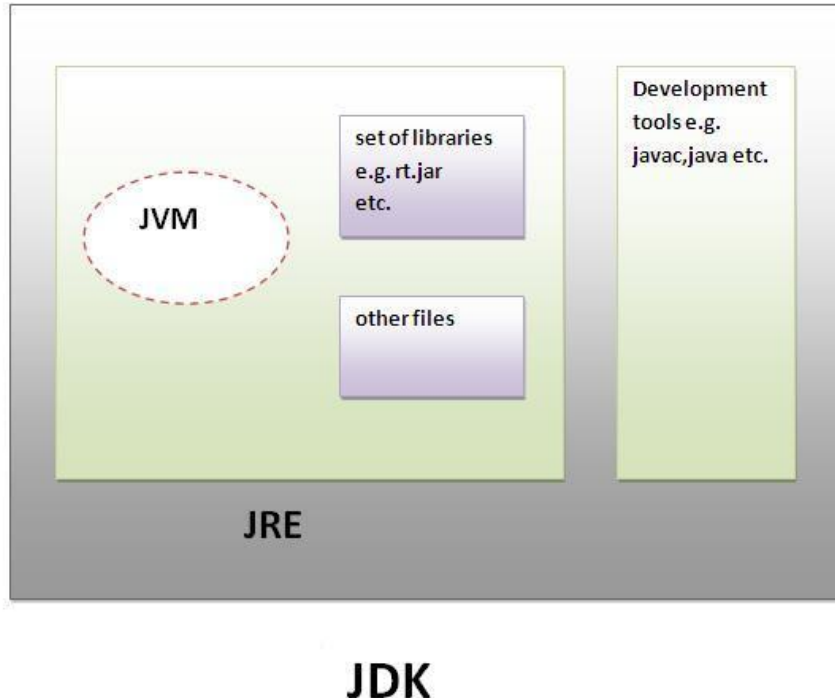 JVM
set of libraries
e.g. rt.jar
etc.
other files
Development
tools e.g.
javac,java etc.
JRE
JDK